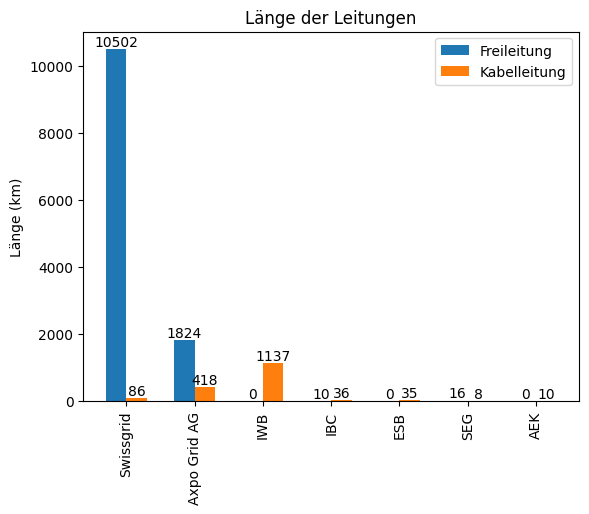 Länge der Leitungen
Freileitung
Kabelleitung
Länge (km)
10000
8000
6000
4000
2000
0
10502
86
1824
418
0
1137
10
36
0
35
16
8
0
10
Swissgrid
Axpo Grid AG
IWB
IBC
ESB
SEG
AEK